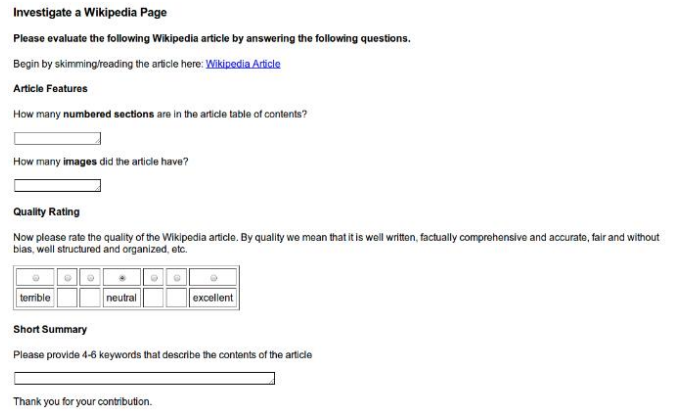 Investigate a Wikipedia Page
Please evaluate the following Wikipedia article by answering the following questions.
Begin by skimming/reading the article here: Wikipedia Article
Article Features
How many numbered sections are in the article table of contents?
How many images did the article have?
Quality Rating
Now please rate the quality of the Wikipedia article. By quality we mean that it is well written, factually comprehensive and accurate, fair and without
bias, well structured and organized, etc.
terrible neutral excellent
Short Summary
Please provide 4-6 keywords that describe the contents of the article
Thank you for your contribution.